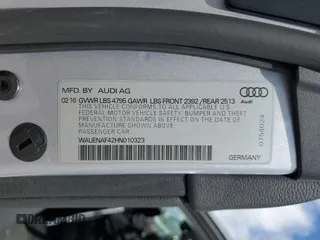 MFD. BY AUDI AG
02 16 GVWR LBS 4795 GAWR LBS FRONT 2392 / REAR 2513
THIS VEHICLE CONFORMS TO ALL APPLICABLE U.S.
FEDERAL MOTOR VEHICLE SAFETY, BUMPER, AND
THEFT PREVENTION STANDARDS IN EFFECT ON THE
DATE OF MANUFACTURE SHOWN ABOVE.
PASSENGER CAR
WAUENAF42HN010323
GERMANY
Audi